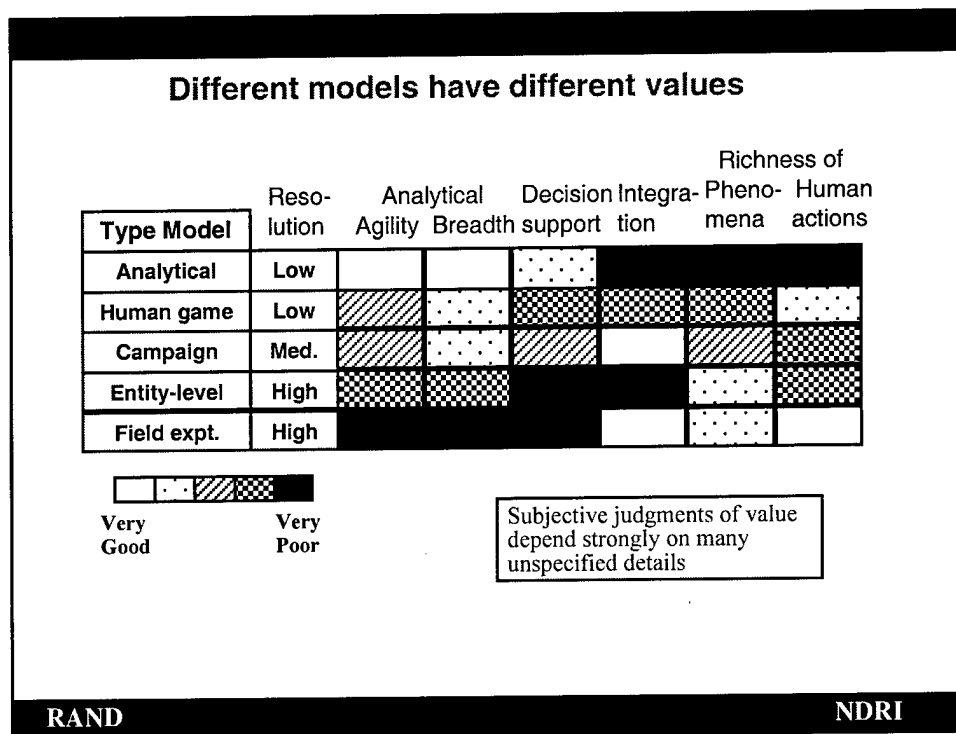 Different models have different values
Richness of
Reso- Analytical Decision Integra- Pheno- Human
lution Agility Breadth support tion mena actions
Type Model
Analytical Low
Human game Low
Campaign Med.
Entity-level High
Field expt. High
Very Good
Very Poor
Subjective judgments of value
depend strongly on many
unspecified details
RAND
NDRI